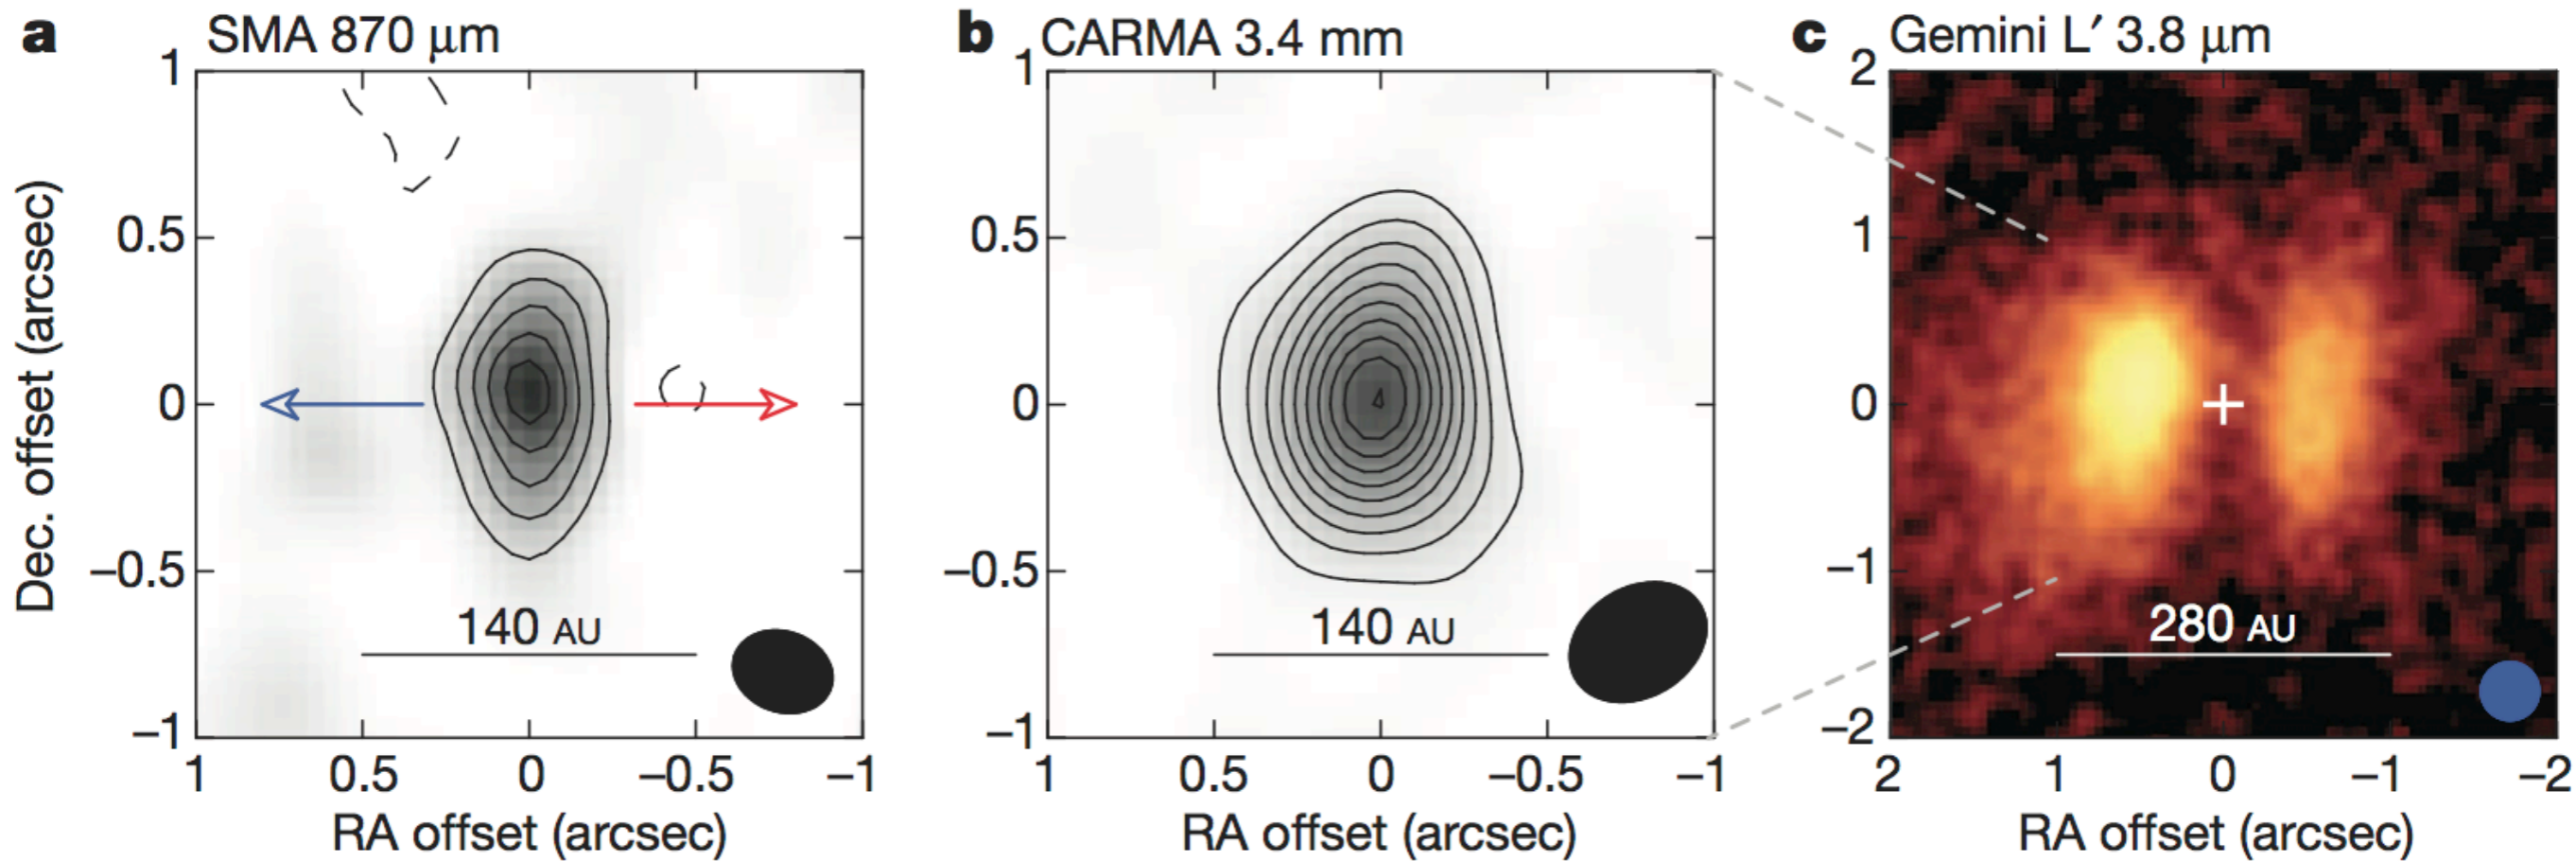 a SMA 870 μm
b CARMA 3.4 mm
c Gemini L′ 3.8 μm
Dec. offset (arcsec)
1
0.5
0
−0.5
−1
140 AU
1 0.5 0 −0.5 −1
RA offset (arcsec)
1
0.5
0
−0.5
−1
140 AU
1 0.5 0 −0.5 −1
RA offset (arcsec)
2
1
0
−1
−2
280 AU
2 1 0 −1 −2
RA offset (arcsec)